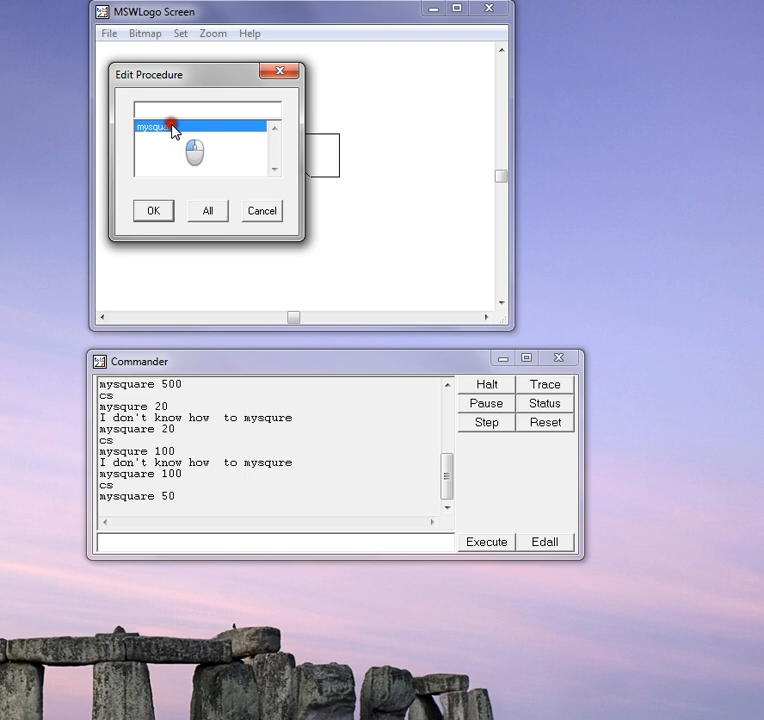 MSWLogo Screen
File Bitmap Set Zoom Help
Edit Procedure
OK All Cancel
Commander
mysquare 500
cs
mysqure 20
I don't know how  to mysqure
mysquare 20
cs
mysqure 100
I don't know how  to mysqure
mysquare 100
cs
mysquare 50
Halt Trace
Pause Status
Step Reset
Execute Edall